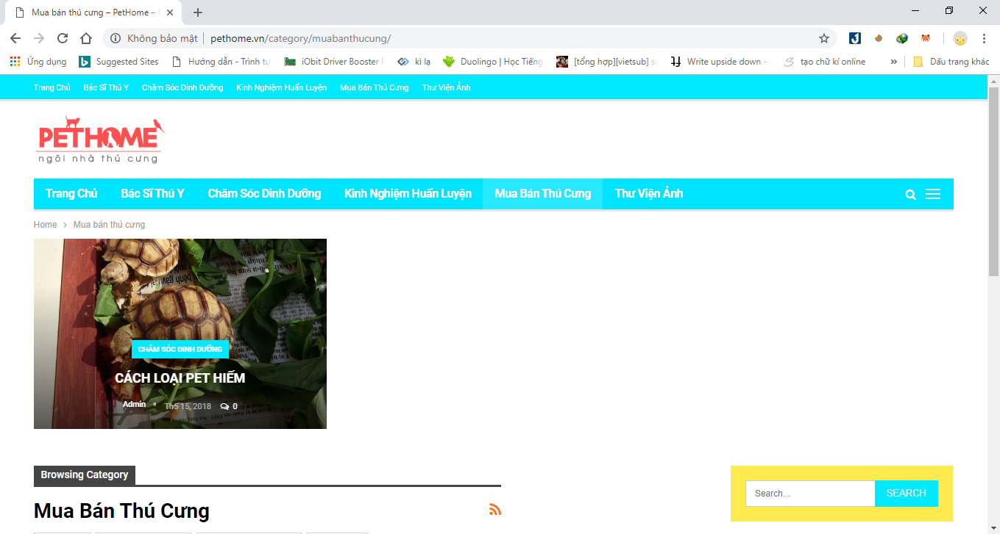 Mua bán thú cưng – PetHome –
Không bảo mật | pethome.vn/category/muabanthucung/
Ứng dụng Suggested Sites Hướng dẫn - Trình tự iObit Driver Booster kì lạ Duolingo | Học Tiếng [tổng hợp][vietsub] Write upside down - tạo chữ kí online » Dấu trang khác
Trang Chủ Bác Sĩ Thú Y Chăm Sóc Dinh Dưỡng Kinh Nghiệm Huấn Luyện Mua Bán Thú Cưng Thư Viện Ảnh
PETHOME
ngôi nhà thú cưng
Trang Chủ Bác Sĩ Thú Y Chăm Sóc Dinh Dưỡng Kinh Nghiệm Huấn Luyện Mua Bán Thú Cưng Thư Viện Ảnh
Home > Mua bán thú cưng
CHĂM SÓC DINH DƯỠNG
CÁCH LOẠI PET HIẾM
Admin Th5 15, 2018 0
Browsing Category
Search... SEARCH
Mua Bán Thú Cưng